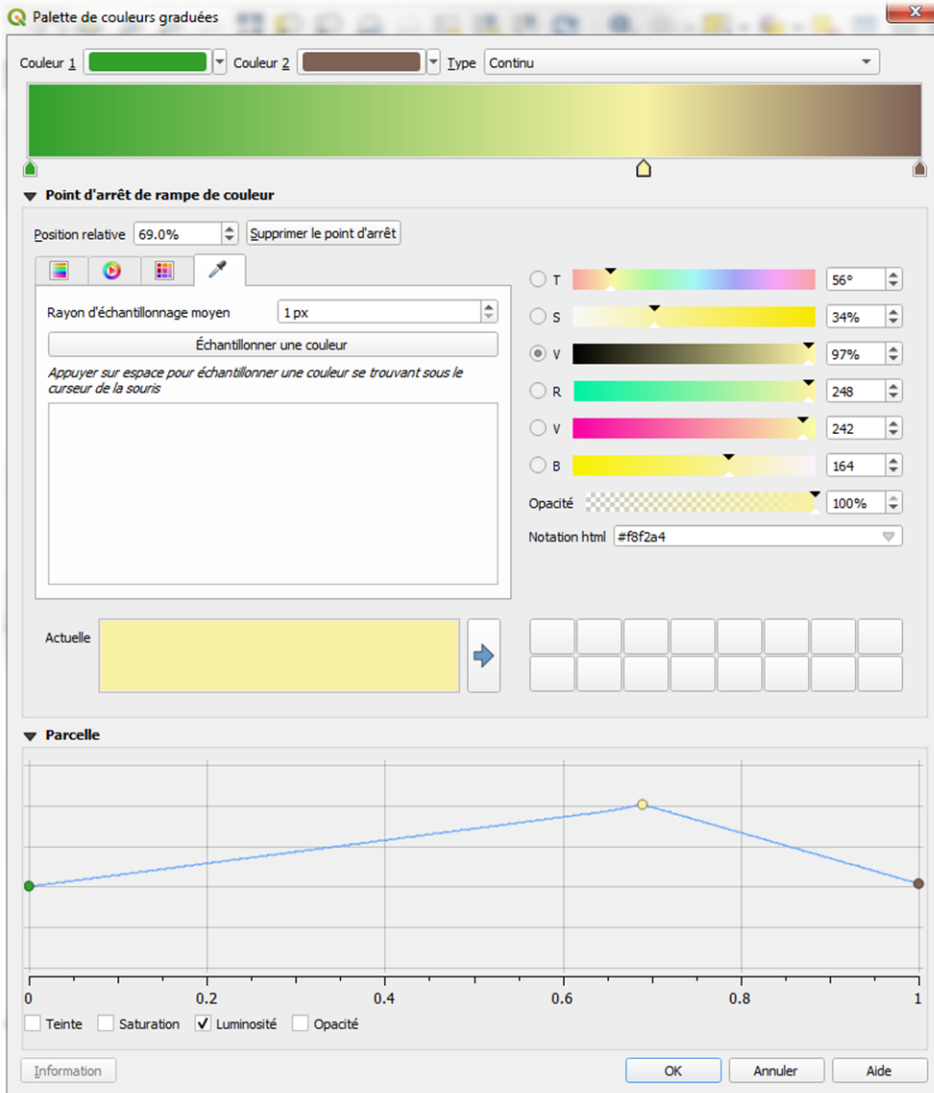 Palette de couleurs graduées
Couleur 1 Couleur 2 Type Continu
Point d'arrêt de rampe de couleur
Position relative 69.0% Supprimer le point d'arrêt
Rayon d'échantillonnage moyen 1 px
Échantillonner une couleur
Appuyer sur espace pour échantillonner une couleur se trouvant sous le
curseur de la souris
T 56°
S 34%
V 97%
R 248
V 242
B 164
Opacité 100%
Notation html #f8f2a4
Actuelle
Parcelle
0 0.2 0.4 0.6 0.8 1
Teinte Saturation Luminosité Opacité
Information OK Annuler Aide